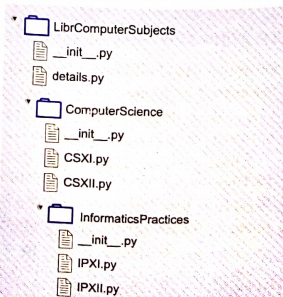 LibrComputerSubjects
__init__.py
details.py
ComputerScience
__init__.py
CSXI.py
CSXII.py
InformaticsPractices
__init__.py
IPXI.py
IPXII.py